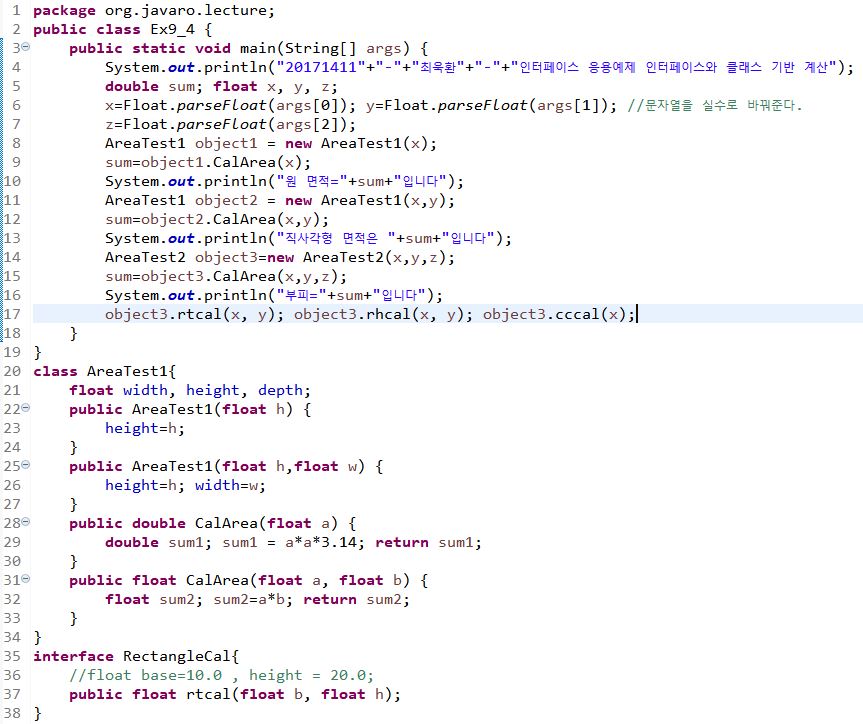 1 package org.javaro.lecture;
2 public class Ex9_4 {
3 public static void main(String[] args) {
4 System.out.println("20171411"+"-"+"최욱환"+"-"+"인터페이스 응용예제 인터페이스와 클래스 기반 계산");
5 double sum; float x, y, z;
6 x=Float.parseFloat(args[0]); y=Float.parseFloat(args[1]); //문자열을 실수로 바꿔준다.
7 z=Float.parseFloat(args[2]);
8 AreaTest1 object1 = new AreaTest1(x);
9 sum=object1.CalArea(x);
10 System.out.println("원 면적="+sum+"입니다");
11 AreaTest1 object2 = new AreaTest1(x,y);
12 sum=object2.CalArea(x,y);
13 System.out.println("직사각형 면적은 "+sum+"입니다");
14 AreaTest2 object3=new AreaTest2(x,y,z);
15 sum=object3.CalArea(x,y,z);
16 System.out.println("부피="+sum+"입니다");
17 object3.rtcal(x, y); object3.rhcal(x, y); object3.cccal(x);
18 }
19 }
20 class AreaTest1{
21 float width, height, depth;
22 public AreaTest1(float h) {
23 height=h;
24 }
25 public AreaTest1(float h,float w) {
26 height=h; width=w;
27 }
28 public double CalArea(float a) {
29 double sum1; sum1 = a*a*3.14; return sum1;
30 }
31 public float CalArea(float a, float b) {
32 float sum2; sum2=a*b; return sum2;
33 }
34 }
35 interface RectangleCal{
36 //float base=10.0 , height = 20.0;
37 public float rtcal(float b, float h);
38 }